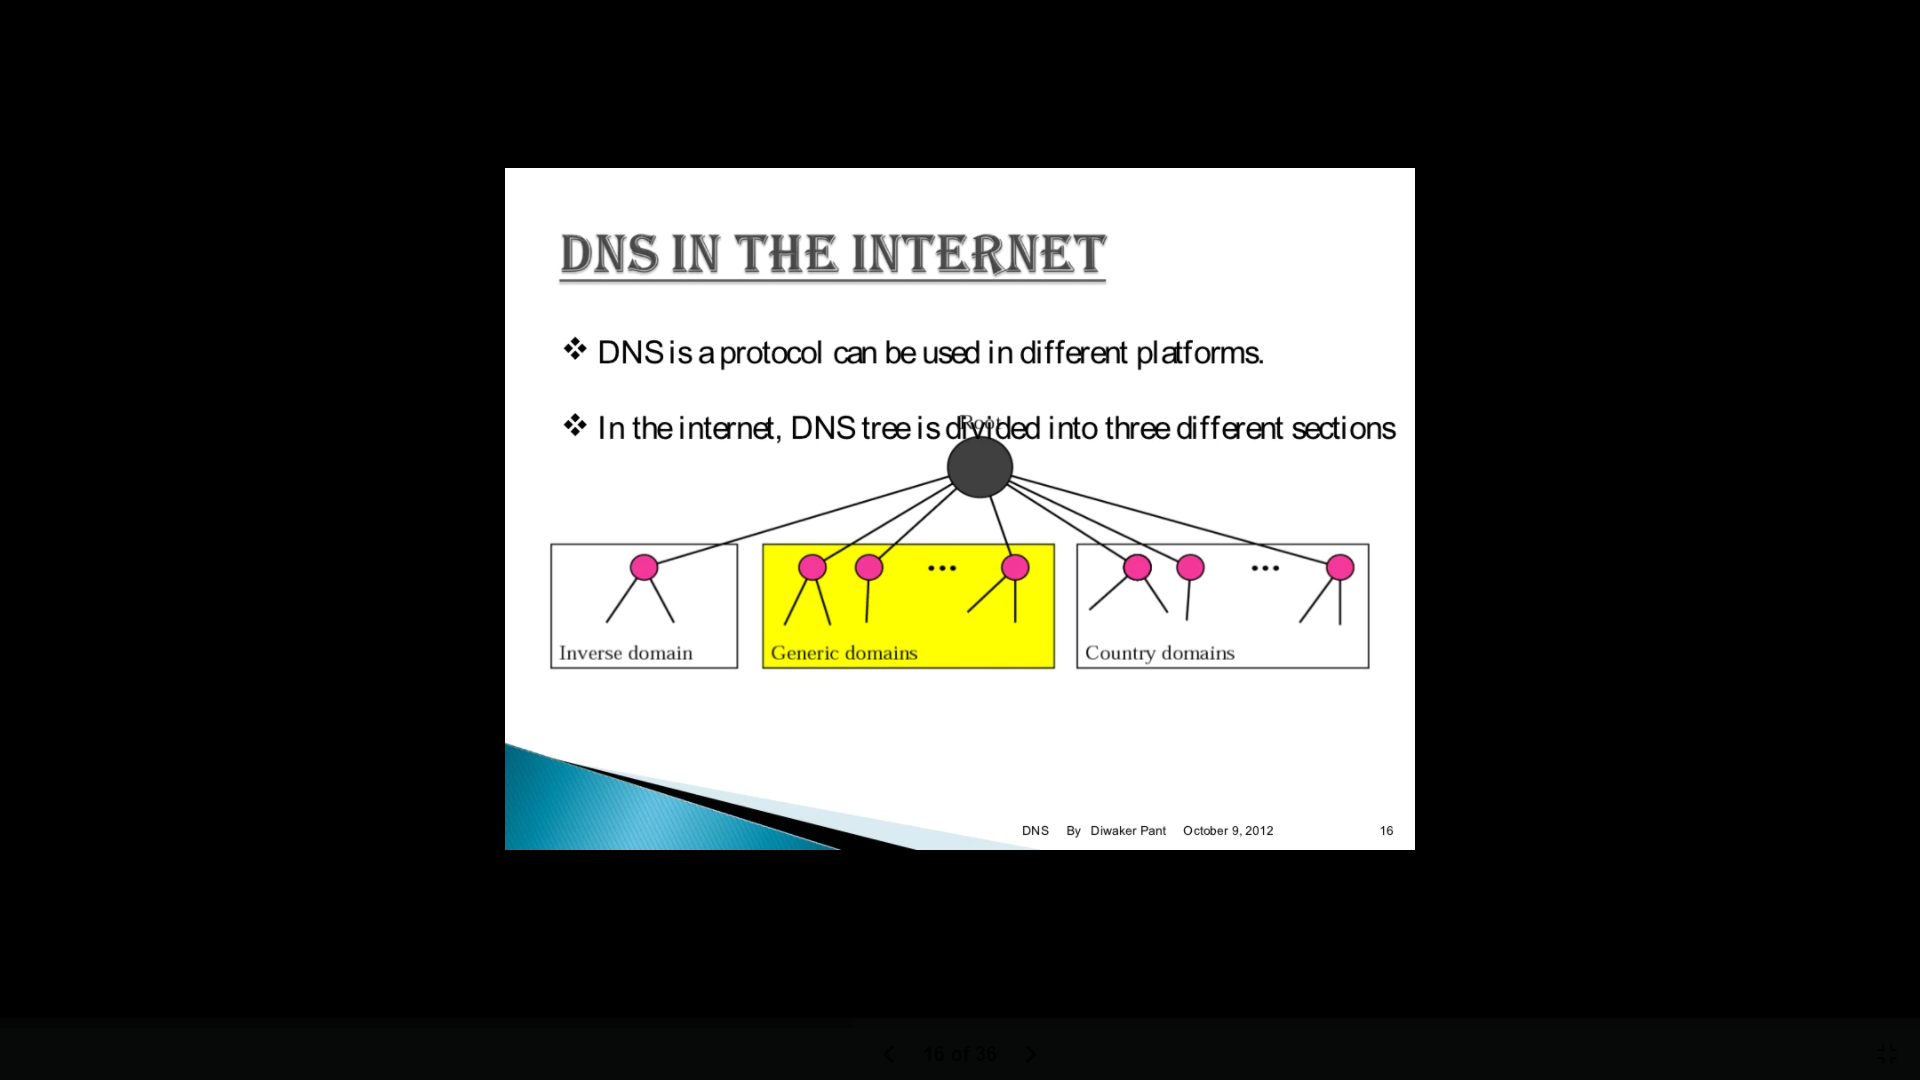 DNS IN THE INTERNET
DNS is a protocol can be used in different platforms.
In the internet, DNS tree is divided into three different sections
Root
Inverse domain
Generic domains
Country domains
DNS By Diwaker Pant October 9, 2012 16
16 of 36